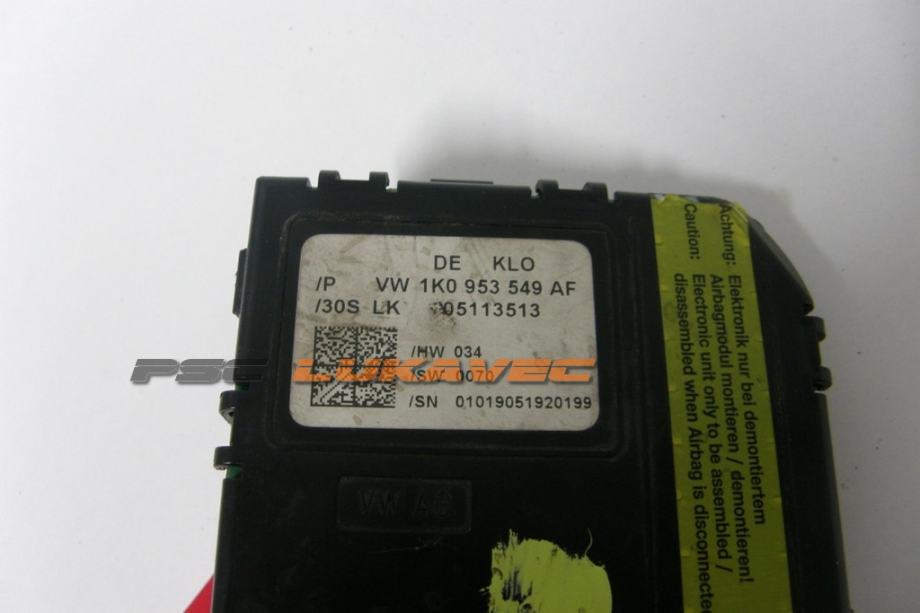 DE KLO
/P VW 1K0 953 549 AF
/30S LK 05113513
/HW 034
PSC LUKAVEC
/SW 0070
/SN 01019051920199
VW AG
Achtung: Elektronik nur bei demontiertem
Airbagmodul montieren / demontieren!
Caution: Electronic unit only to be assembled /
disassembled when Airbag is disconnected